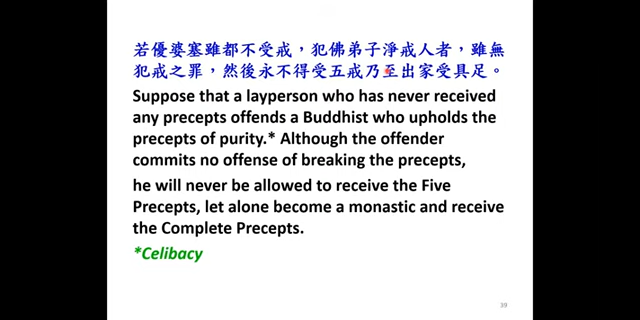 若優婆塞雖都不受戒，犯佛弟子淨戒人者，雖無
犯戒之罪，然後永不得受五戒乃至出家受具足。
Suppose that a layperson who has never received
any precepts offends a Buddhist who upholds the
precepts of purity.* Although the offender
commits no offense of breaking the precepts,
he will never be allowed to receive the Five
Precepts, let alone become a monastic and receive
the Complete Precepts.
*Celibacy
39